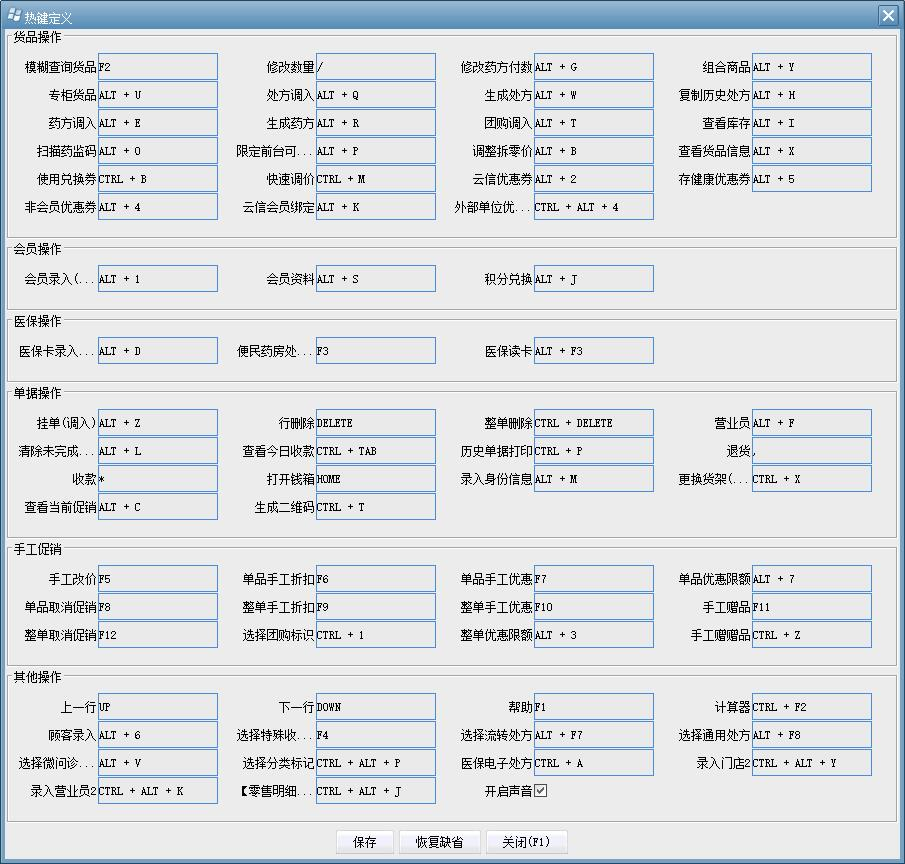 热键定义
货品操作
模糊查询货品 F2 修改数量 / 修改药方付数 ALT + G 组合商品 ALT + Y
专柜货品 ALT + U 处方调入 ALT + Q 生成处方 ALT + W 复制历史处方 ALT + H
药方调入 ALT + E 生成药方 ALT + R 团购调入 ALT + T 查看库存 ALT + I
扫描药监码 ALT + O 限定前台可... ALT + P 调整拆零价 ALT + B 查看货品信息 ALT + X
使用兑换券 CTRL + B 快速调价 CTRL + M 云信优惠券 ALT + 2 存健康优惠券 ALT + 5
非会员优惠券 ALT + 4 云信会员绑定 ALT + K 外部单位优... CTRL + ALT + 4
会员操作
会员录入(... ALT + 1 会员资料 ALT + S 积分兑换 ALT + J
医保操作
医保卡录入... ALT + D 便民药房处... F3 医保读卡 ALT + F3
单据操作
挂单(调入) ALT + Z 行删除 DELETE 整单删除 CTRL + DELETE 营业员 ALT + F
清除未完成... ALT + L 查看今日收款 CTRL + TAB 历史单据打印 CTRL + P 退货 .
收款 * 打开钱箱 HOME 录入身份信息 ALT + M 更换货架(... CTRL + X
查看当前促销 ALT + C 生成二维码 CTRL + T
手工促销
手工改价 F5 单品手工折扣 F6 单品手工优惠 F7 单品优惠限额 ALT + 7
单品取消促销 F8 整单手工折扣 F9 整单手工优惠 F10 手工赠品 F11
整单取消促销 F12 选择团购标识 CTRL + 1 整单优惠限额 ALT + 3 手工赠赠品 CTRL + Z
其他操作
上一行 UP 下一行 DOWN 帮助 F1 计算器 CTRL + F2
顾客录入 ALT + 6 选择特殊收... F4 选择流转处方 ALT + F7 选择通用处方 ALT + F8
选择微问诊... ALT + V 选择分类标记 CTRL + ALT + P 医保电子处方 CTRL + A 录入门店2 CTRL + ALT + Y
录入营业员2 CTRL + ALT + K 【零售明细... CTRL + ALT + J 开启声音
保存 恢复缺省 关闭(F1)